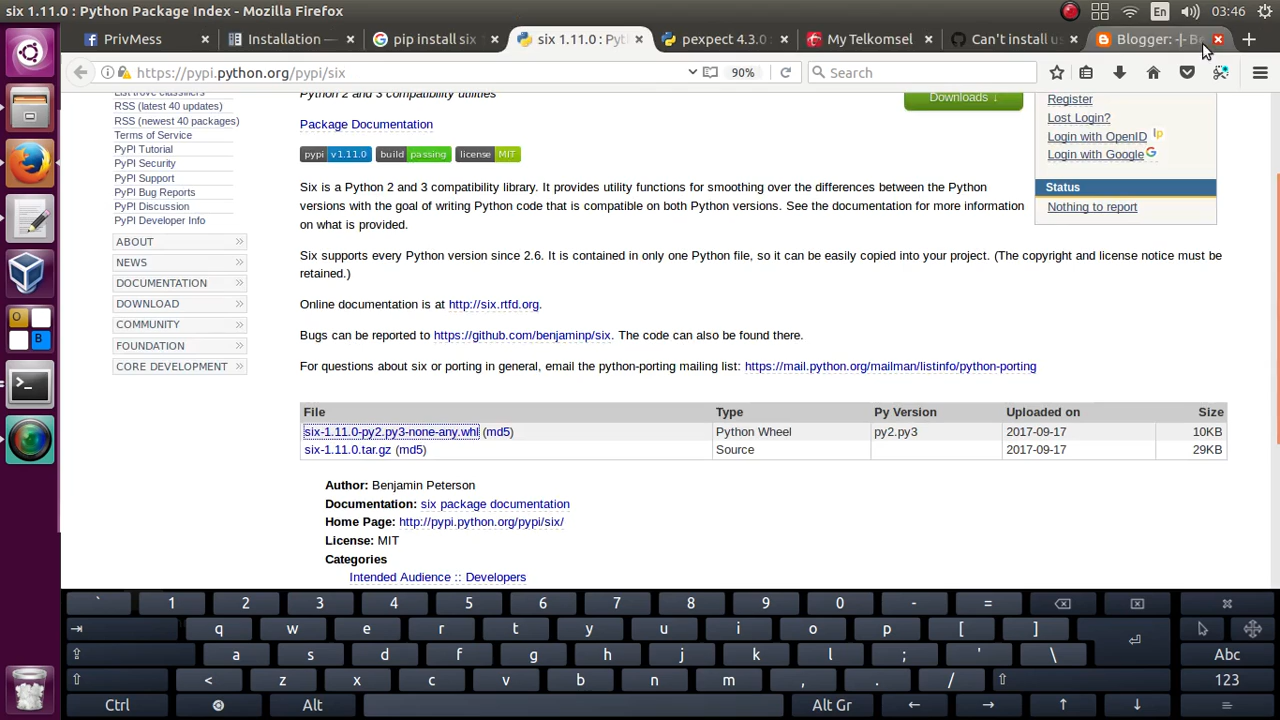 six 1.11.0 : Python Package Index - Mozilla Firefox
En
03:46
PrivMess
Installation —
pip install six
six 1.11.0 : Pyt
pexpect 4.3.0 :
My Telkomsel
Can't install us
Blogger: -|- Be
https://pypi.python.org/pypi/six
90%
Search
List trove classifiers
RSS (latest 40 updates)
RSS (newest 40 packages)
Terms of Service
PyPI Tutorial
PyPI Security
PyPI Support
PyPI Bug Reports
PyPI Discussion
PyPI Developer Info
ABOUT
NEWS
DOCUMENTATION
DOWNLOAD
COMMUNITY
FOUNDATION
CORE DEVELOPMENT
Python 2 and 3 compatibility utilities
Downloads ↓
Package Documentation
pypi v1.11.0 build passing license MIT
Six is a Python 2 and 3 compatibility library. It provides utility functions for smoothing over the differences between the Python
versions with the goal of writing Python code that is compatible on both Python versions. See the documentation for more information
on what is provided.
Six supports every Python version since 2.6. It is contained in only one Python file, so it can be easily copied into your project. (The copyright and license notice must be
retained.)
Online documentation is at http://six.rtfd.org.
Bugs can be reported to https://github.com/benjaminp/six. The code can also be found there.
For questions about six or porting in general, email the python-porting mailing list: https://mail.python.org/mailman/listinfo/python-porting
Register
Lost Login?
Login with OpenID
Login with Google
Status
Nothing to report
File Type Py Version Uploaded on Size
six-1.11.0-py2.py3-none-any.whl (md5) Python Wheel py2.py3 2017-09-17 10KB
six-1.11.0.tar.gz (md5) Source 2017-09-17 29KB
Author: Benjamin Peterson
Documentation: six package documentation
Home Page: http://pypi.python.org/pypi/six/
License: MIT
Categories
Intended Audience :: Developers
O
B
` 1 2 3 4 5 6 7 8 9 0 - =
q w e r t y u i o p [ ]
a s d f g h j k l ; ' \ Abc
< z x c v b n m , . / 123
Ctrl Alt Alt Gr ← → ↑ ↓